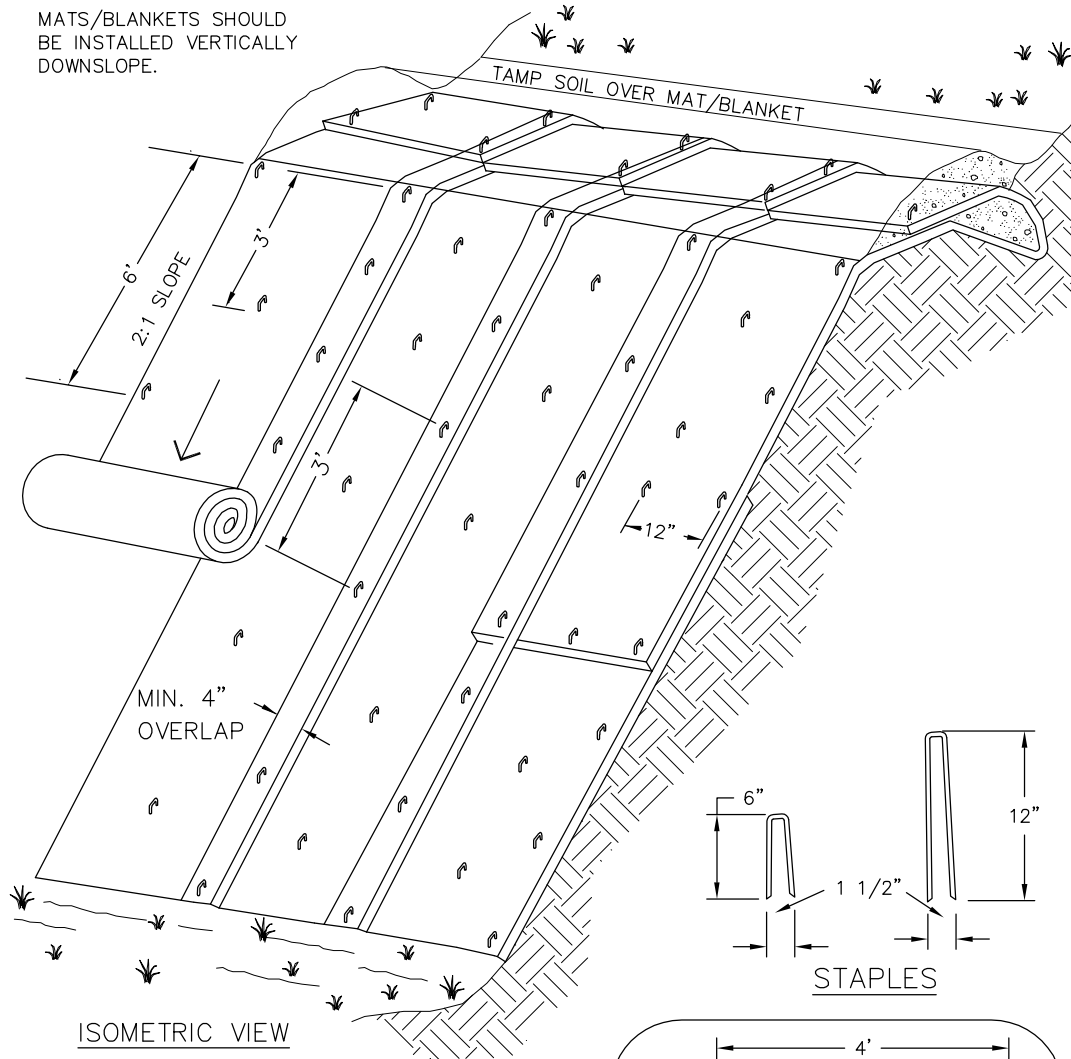 MATS/BLANKETS SHOULD
BE INSTALLED VERTICALLY
DOWNSLOPE.
TAMP SOIL OVER MAT/BLANKET
3'
6'
2:1 SLOPE
3'
12"
MIN. 4"
OVERLAP
6"
12"
1 1/2"
STAPLES
ISOMETRIC VIEW
4'